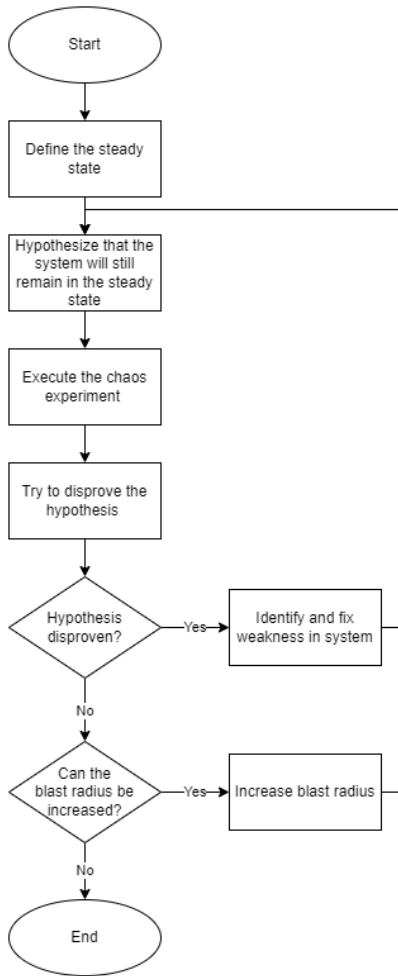 Start
Define the steady
state
Hypothesize that the
system will still
remain in the steady
state
Execute the chaos
experiment
Try to disprove the
hypothesis
Hypothesis
disproven?
Yes
Identify and fix
weakness in system
No
Can the
blast radius be
increased?
Yes
Increase blast radius
No
End